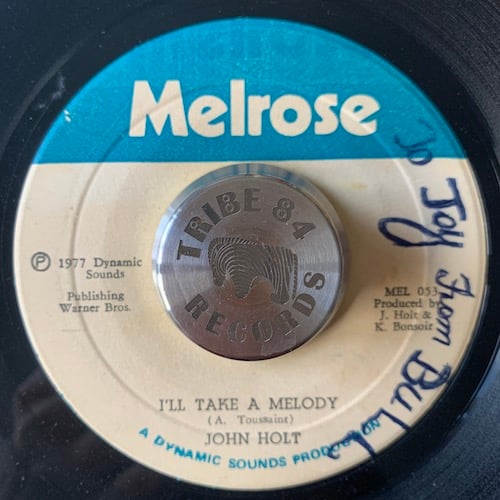 Melrose
To Joy from
TRIBE 84
RECORDS
Ⓟ 1977 Dynamic
Sounds
Publishing
Warner Bros.
MEL 053
Produced by
J. Holt &
K. Bonsoir
I'LL TAKE A MELODY
(A. Toussaint)
JOHN HOLT
A DYNAMIC SOUNDS PRODUCTION